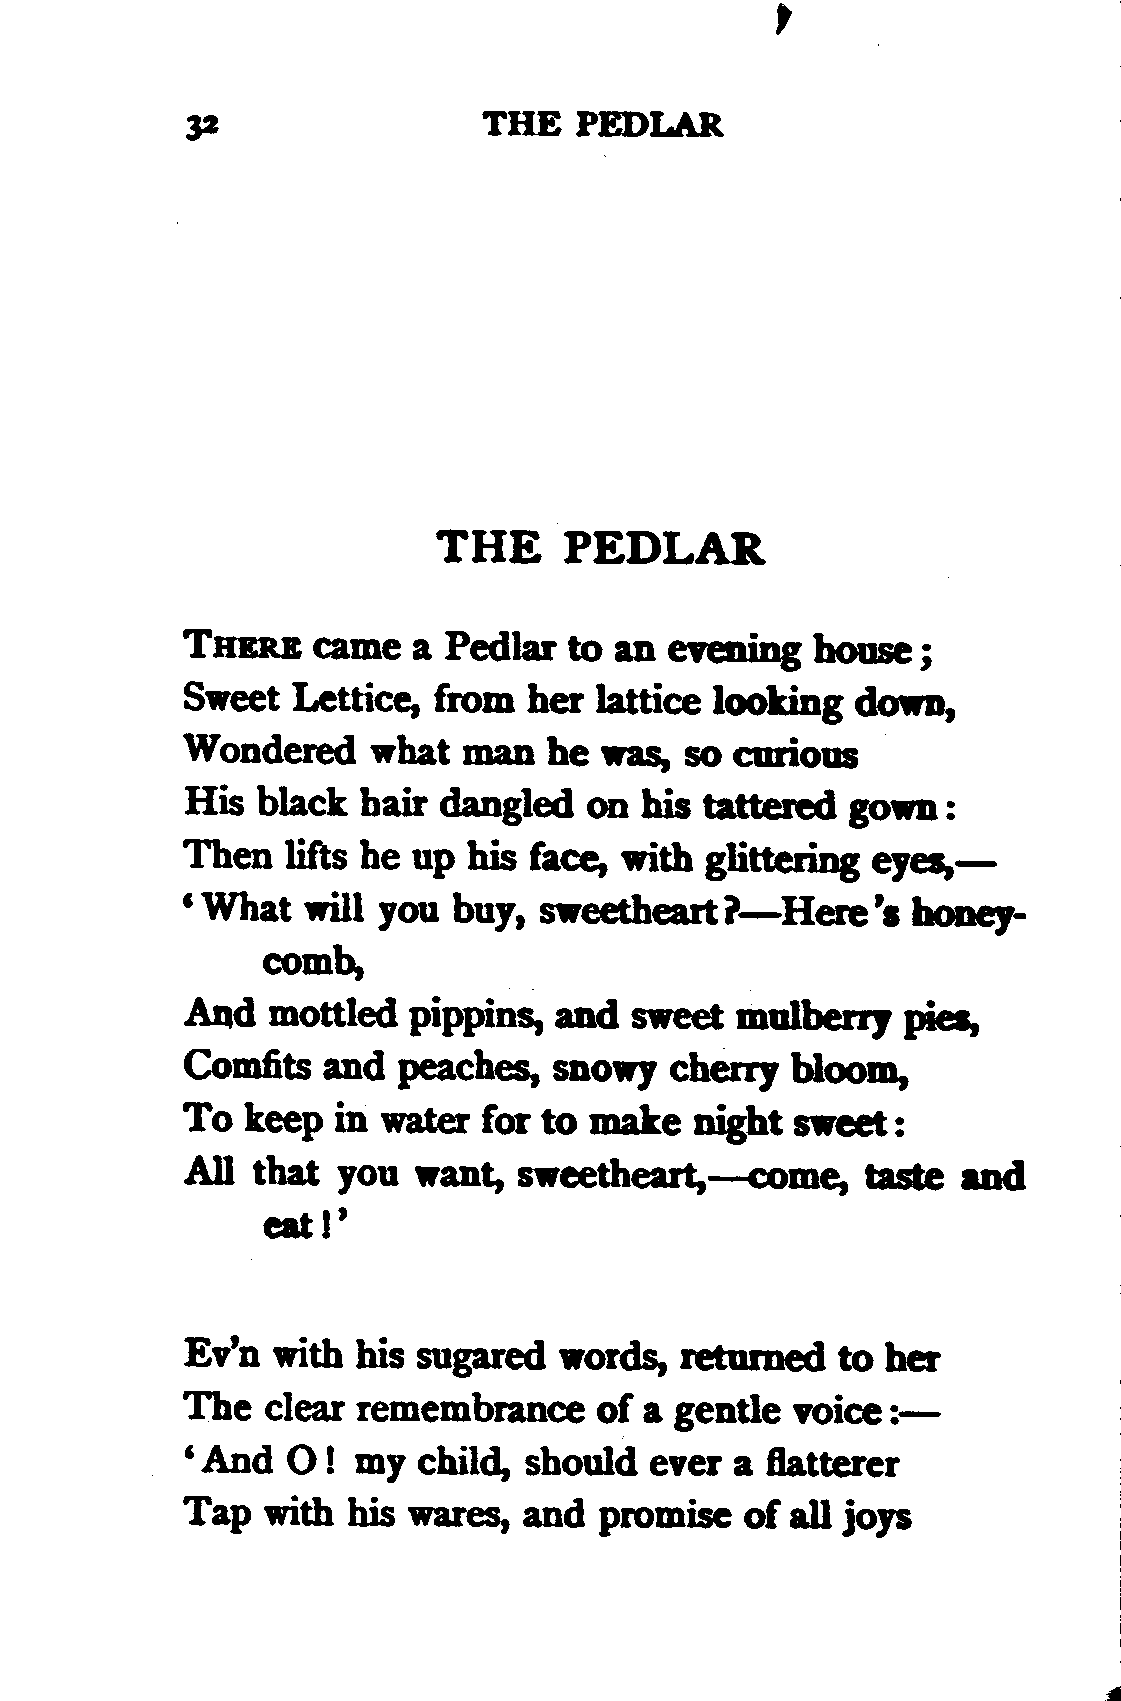 32 THE PEDLAR
THE PEDLAR
THERE came a Pedlar to an evening house ;
Sweet Lettice, from her lattice looking down,
Wondered what man he was, so curious
His black hair dangled on his tattered gown :
Then lifts he up his face, with glittering eyes,—
‘ What will you buy, sweetheart ?—Here ’s honey-
comb,
And mottled pippins, and sweet mulberry pies,
Comfits and peaches, snowy cherry bloom,
To keep in water for to make night sweet :
All that you want, sweetheart,—come, taste and
eat ! ’
Ev’n with his sugared words, returned to her
The clear remembrance of a gentle voice :—
‘ And O ! my child, should ever a flatterer
Tap with his wares, and promise of all joys